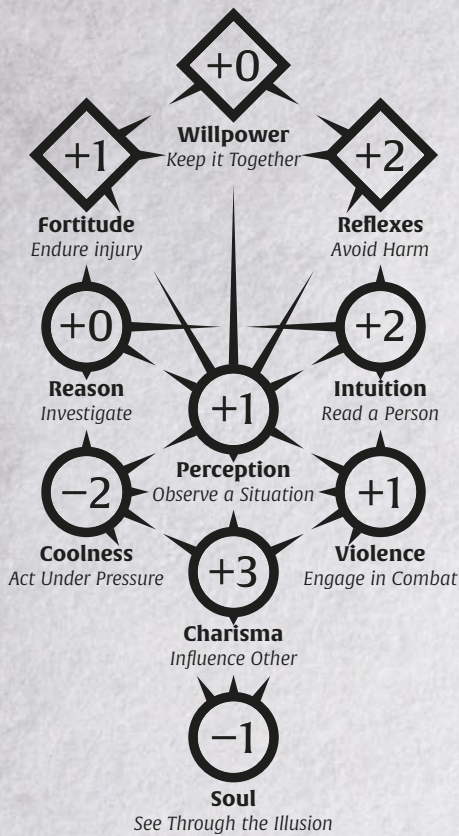 +0
Willpower
Keep it Together
+1
Fortitude
Endure injury
+2
Reflexes
Avoid Harm
+0
Reason
Investigate
+2
Intuition
Read a Person
+1
Perception
Observe a Situation
−2
Coolness
Act Under Pressure
+1
Violence
Engage in Combat
+3
Charisma
Influence Other
−1
Soul
See Through the Illusion